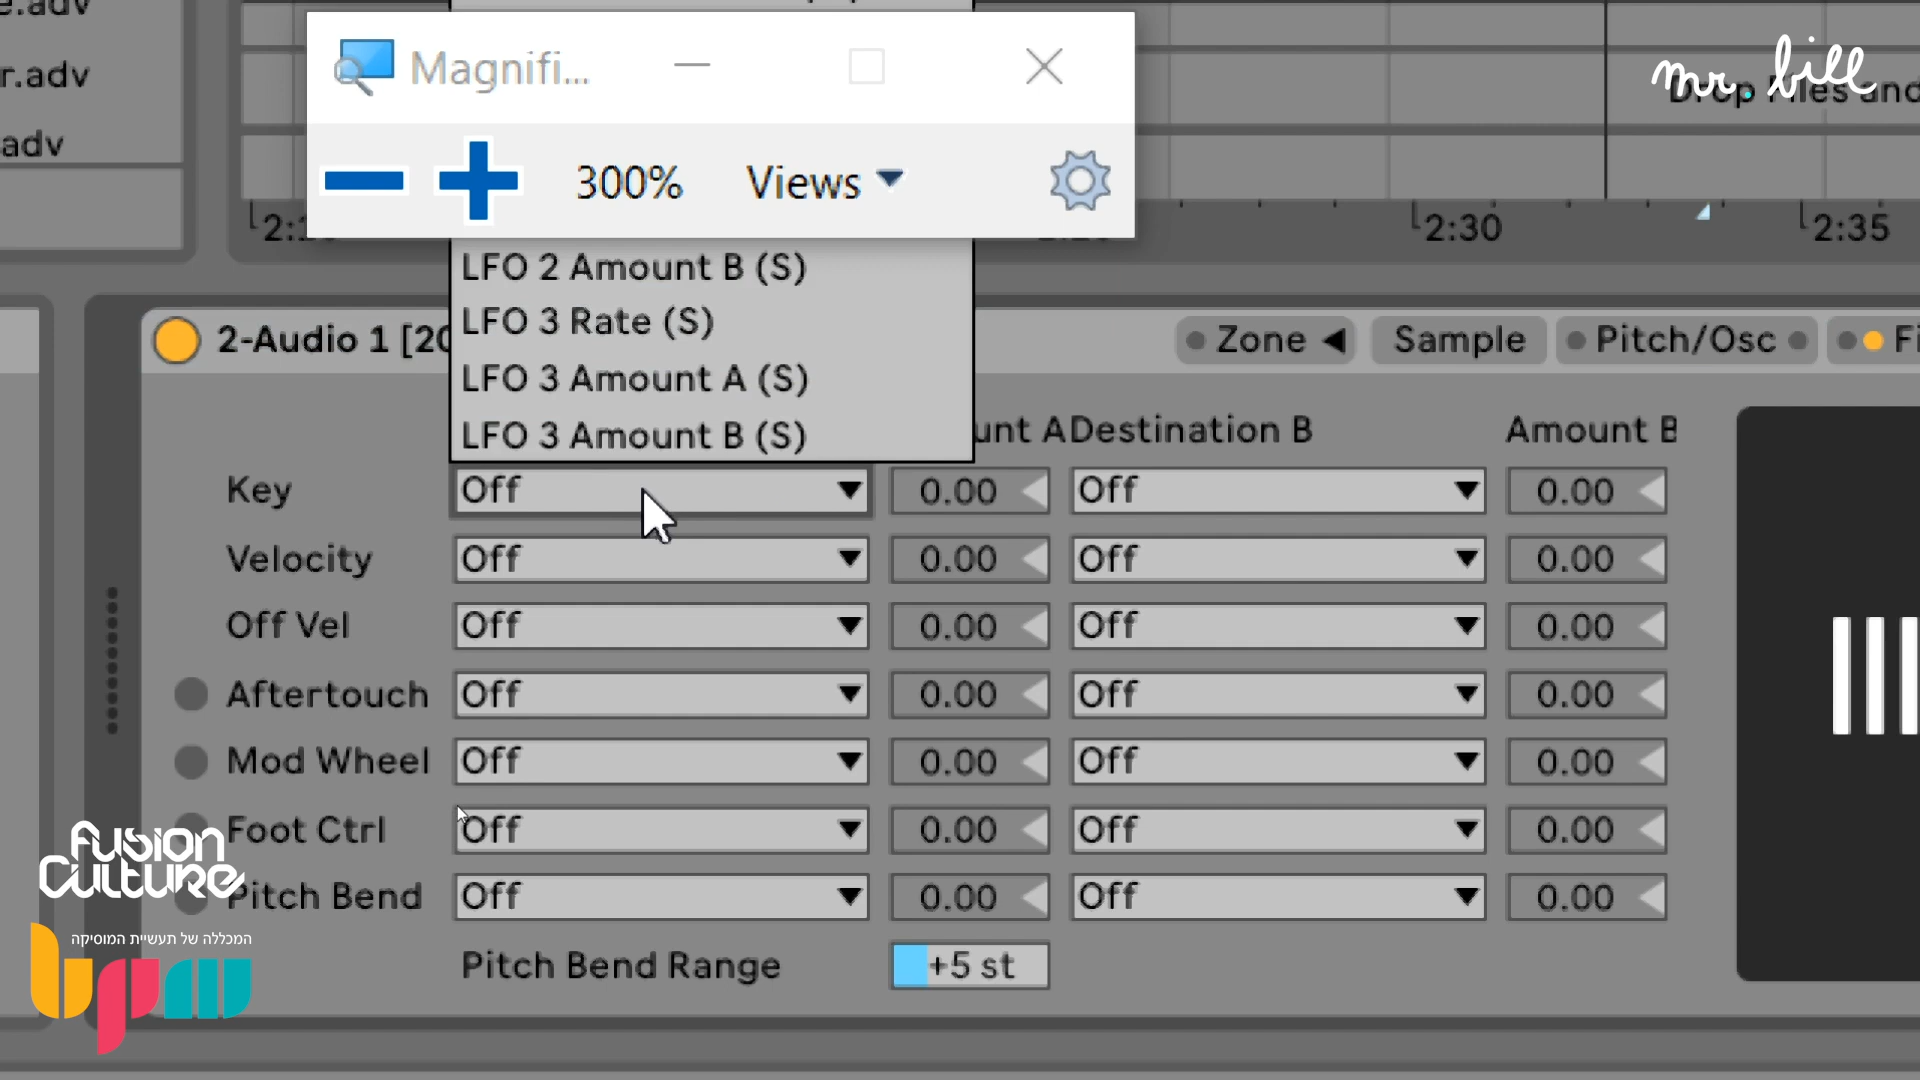 e.adv
r.adv
adv
Magnifi...
300% Views
mr. bill
Drop Files and
2:30
2:35
LFO 2 Amount B (S)
LFO 3 Rate (S)
LFO 3 Amount A (S)
LFO 3 Amount B (S)
2-Audio 1 [20
Zone
Sample
Pitch/Osc
Fi
unt A Destination B Amount B
Key Off 0.00 Off 0.00
Velocity Off 0.00 Off 0.00
Off Vel Off 0.00 Off 0.00
Aftertouch Off 0.00 Off 0.00
Mod Wheel Off 0.00 Off 0.00
Foot Ctrl Off 0.00 Off 0.00
Pitch Bend Off 0.00 Off 0.00
Pitch Bend Range +5 st
Fusion
Culture
המכללה של תעשיית המוסיקה
bpm